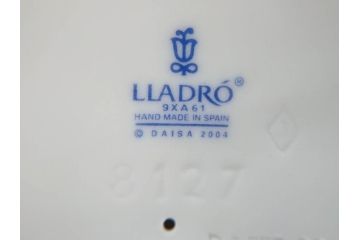 LLADRÓ®
9XA61
HAND MADE IN SPAIN
© DAISA 2004
8127